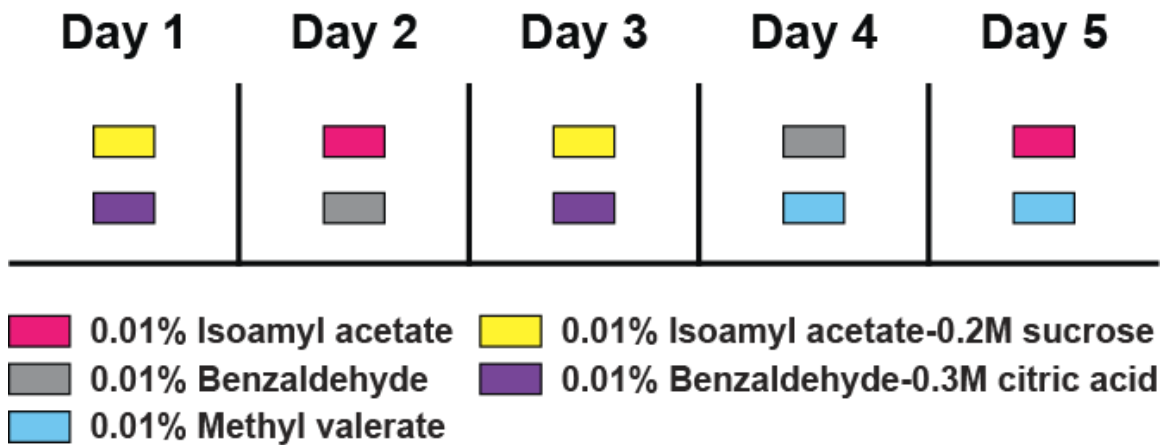 Day 1 Day 2 Day 3 Day 4 Day 5
0.01% Isoamyl acetate 0.01% Isoamyl acetate-0.2M sucrose
0.01% Benzaldehyde 0.01% Benzaldehyde-0.3M citric acid
0.01% Methyl valerate